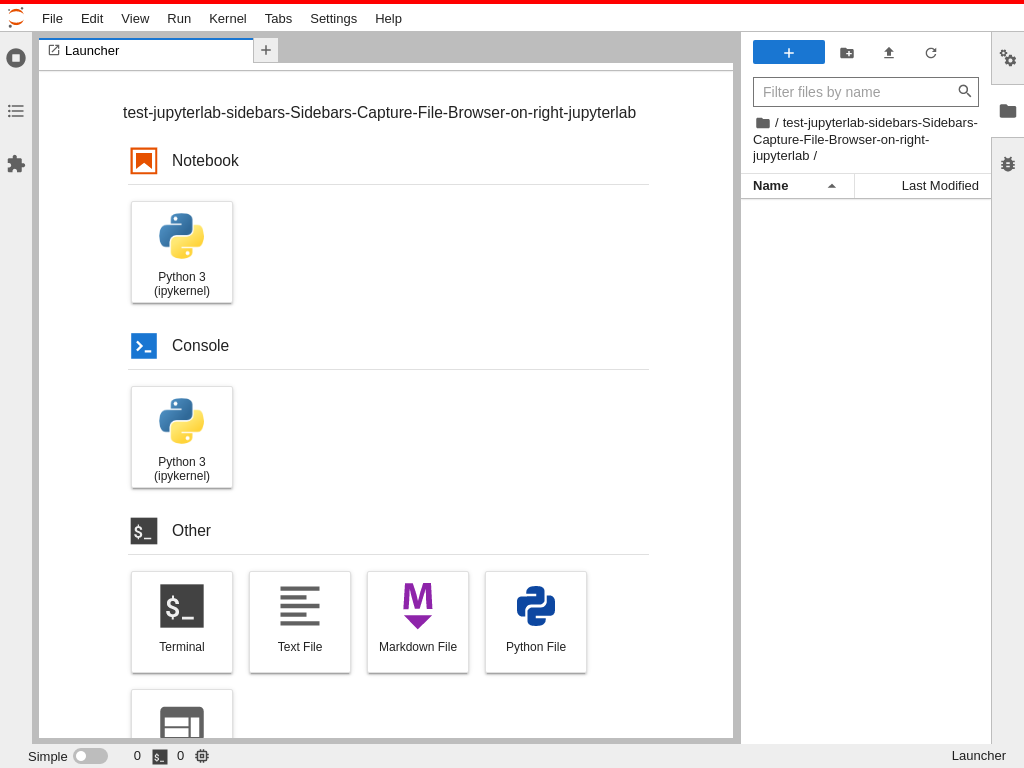 File Edit View Run Kernel Tabs Settings Help
Launcher
test-jupyterlab-sidebars-Sidebars-Capture-File-Browser-on-right-jupyterlab
Notebook
Python 3
(ipykernel)
Console
Python 3
(ipykernel)
$_ Other
$_
Terminal
Text File
M
Markdown File
Python File
Filter files by name
/ test-jupyterlab-sidebars-Sidebars-
Capture-File-Browser-on-right-
jupyterlab /
Name Last Modified
Simple 0 $_ 0 Launcher